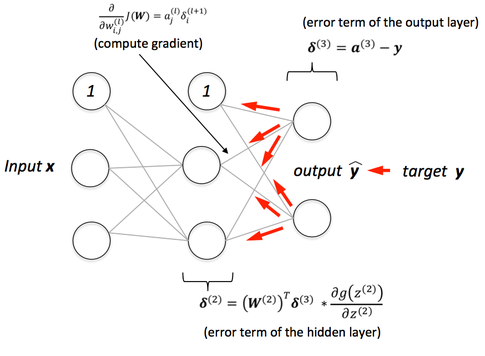 ∂/∂w_{i,j}^{(l)} J(W) = a_j^{(l)} δ_i^{(l+1)}
(compute gradient)
(error term of the output layer)
δ^{(3)} = a^{(3)} − y
1 1
Input x
output ŷ target y
δ^{(2)} = (W^{(2)})^T δ^{(3)} * ∂g(z^{(2)})/∂z^{(2)}
(error term of the hidden layer)